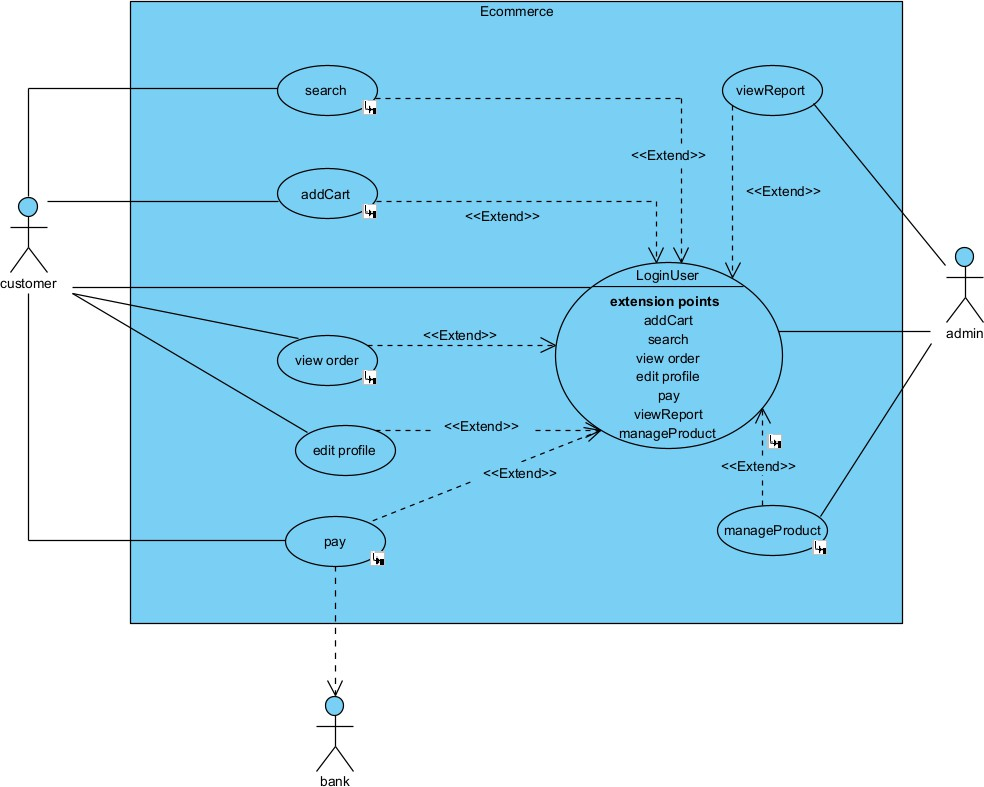 Ecommerce
search
viewReport
<<Extend>>
<<Extend>>
addCart
<<Extend>>
customer
LoginUser
extension points
addCart
search
view order
edit profile
pay
viewReport
manageProduct
admin
<<Extend>>
view order
<<Extend>>
edit profile
<<Extend>>
<<Extend>>
manageProduct
pay
bank